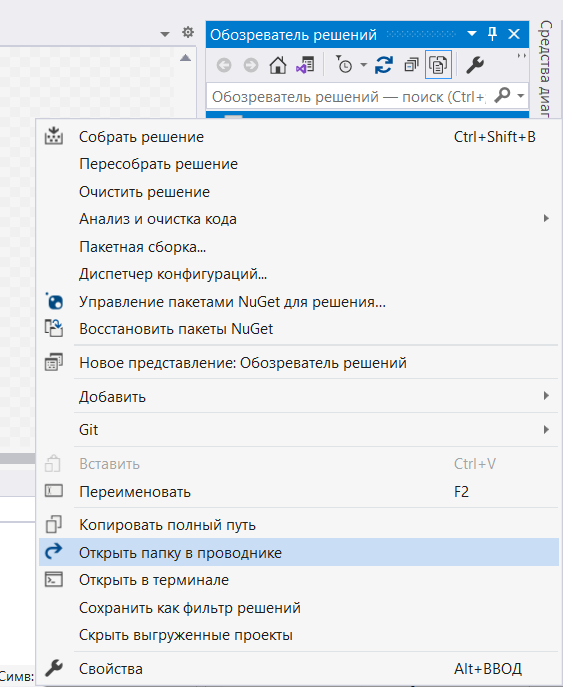 Обозреватель решений
Обозреватель решений — поиск (Ctrl+
Средства диаг
Собрать решение Ctrl+Shift+B
Пересобрать решение
Очистить решение
Анализ и очистка кода
Пакетная сборка...
Диспетчер конфигураций...
Управление пакетами NuGet для решения...
Восстановить пакеты NuGet
Новое представление: Обозреватель решений
Добавить
Git
Вставить Ctrl+V
Переименовать F2
Копировать полный путь
Открыть папку в проводнике
Открыть в терминале
Сохранить как фильтр решений
Скрыть выгруженные проекты
Симв:
Свойства Alt+ВВОД